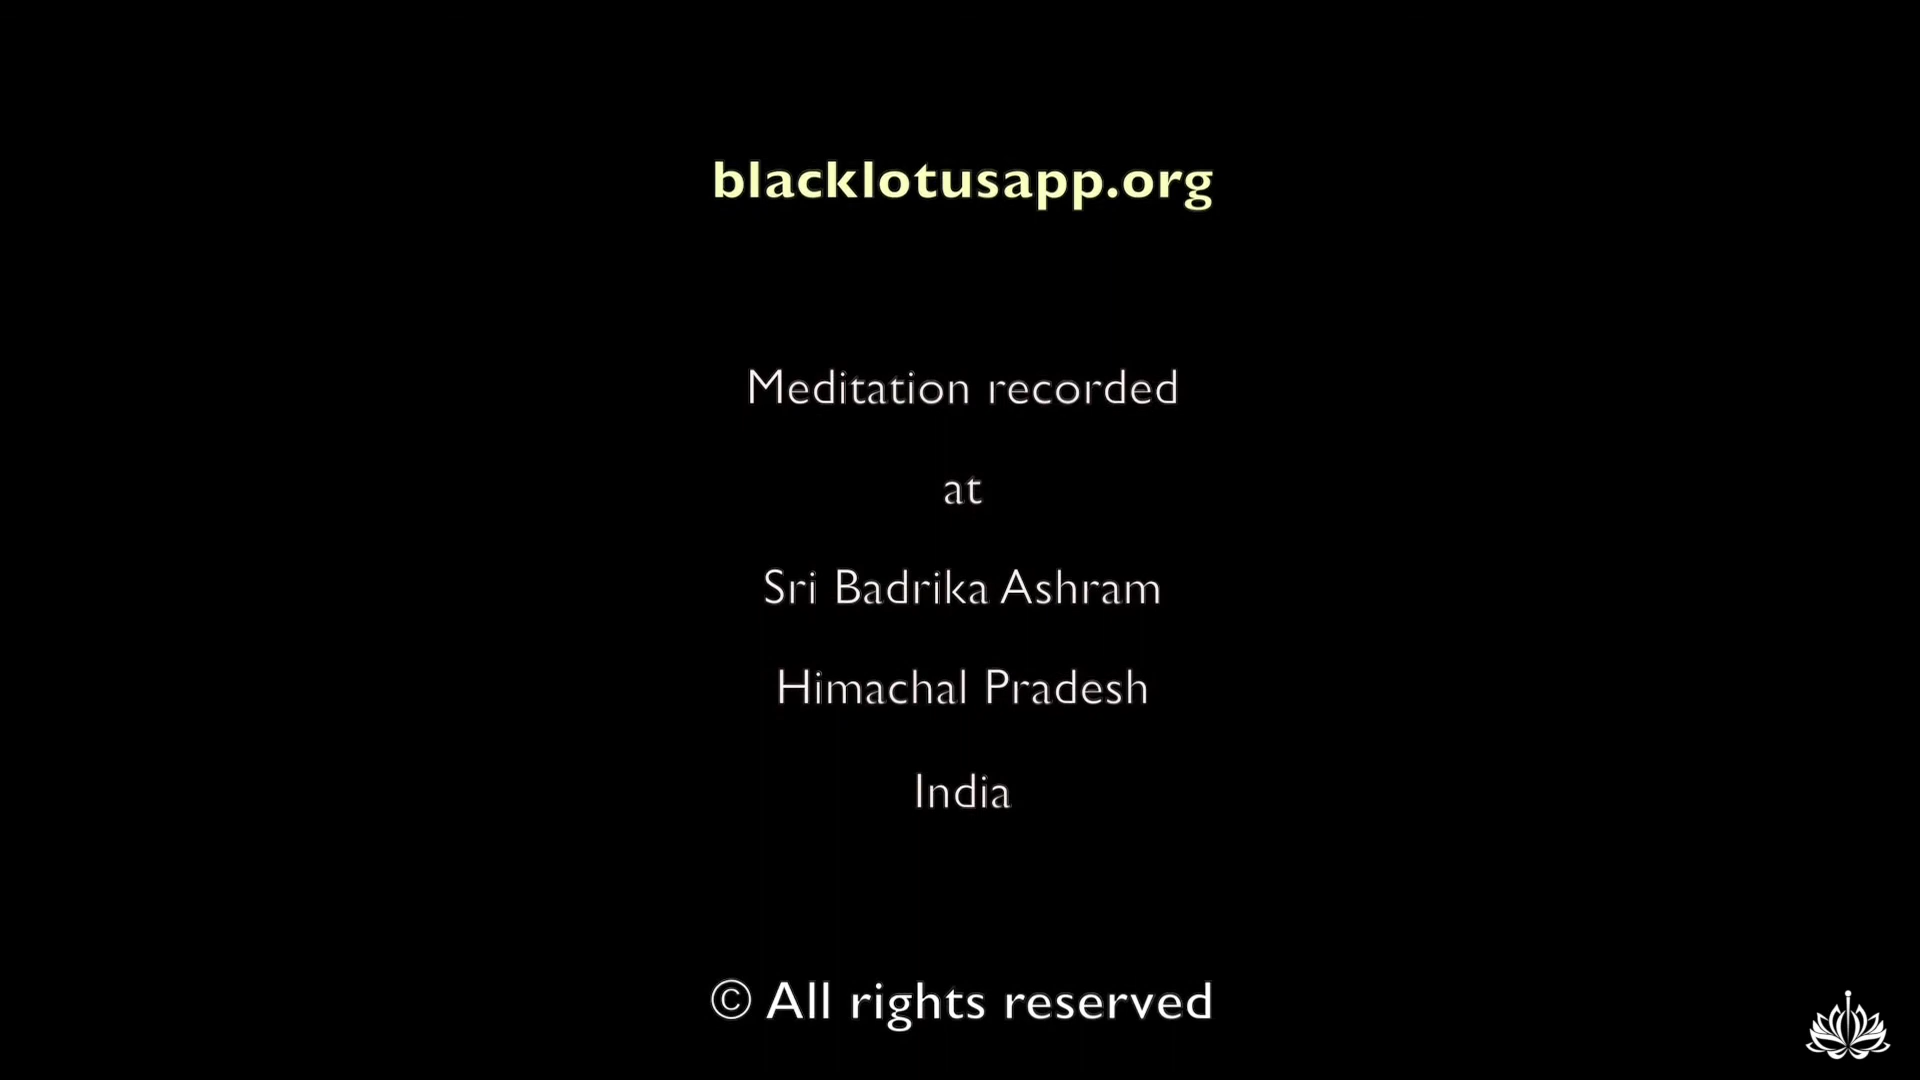 blacklotusapp.org
Meditation recorded
at
Sri Badrika Ashram
Himachal Pradesh
India
© All rights reserved